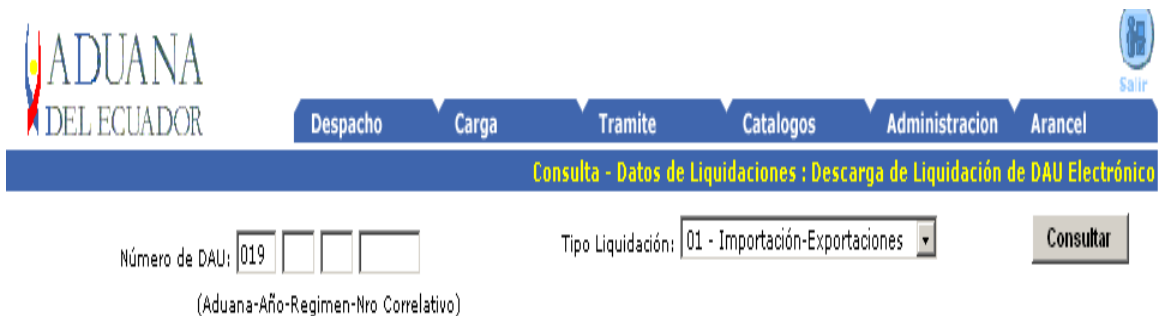 ADUANA
DEL ECUADOR
Salir
Despacho Carga Tramite Catalogos Administracion Arancel
Consulta - Datos de Liquidaciones : Descarga de Liquidación de DAU Electrónico
Número de DAU: 019 Tipo Liquidación: 01 - Importación-Exportaciones Consultar
(Aduana-Año-Regimen-Nro Correlativo)